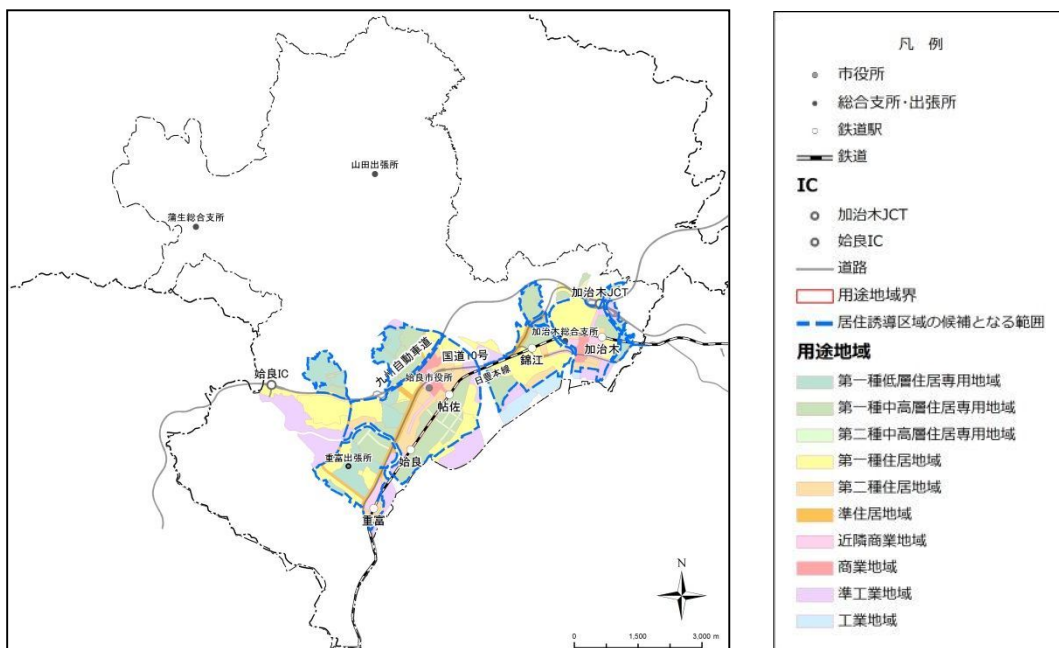 山田出張所
蒲生総合支所
加治木JCT
加治木総合支所
九州自動車道
国道10号
錦江
加治木
日豊本線
姶良IC
姶良市役所
帖佐
重富出張所
姶良
重富
N
0 1,500 3,000 m
凡 例
市役所
総合支所・出張所
鉄道駅
鉄道
IC
加治木JCT
姶良IC
道路
用途地域界
居住誘導区域の候補となる範囲
用途地域
第一種低層住居専用地域
第一種中高層住居専用地域
第二種中高層住居専用地域
第一種住居地域
第二種住居地域
準住居地域
近隣商業地域
商業地域
準工業地域
工業地域